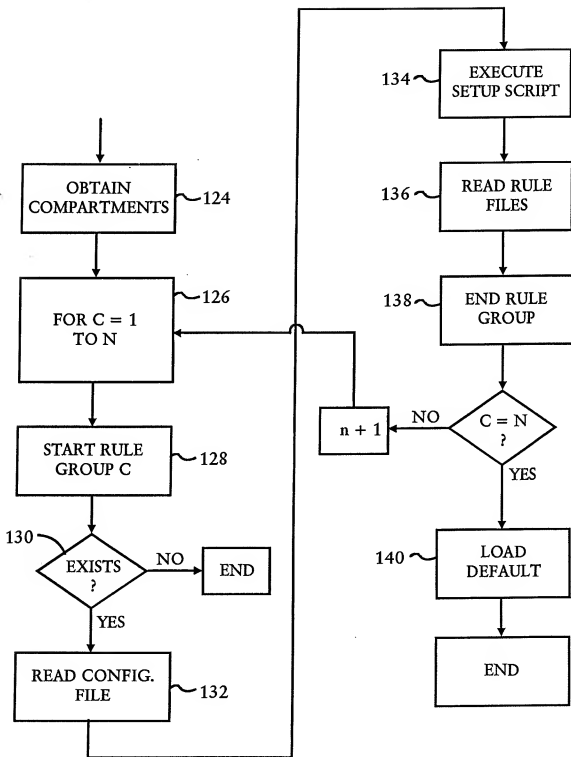 OBTAIN
COMPARTMENTS
124
126
FOR C = 1
TO N
START RULE
GROUP C
128
130
EXISTS
?
NO
END
YES
READ CONFIG.
FILE
132
134
EXECUTE
SETUP SCRIPT
136
READ RULE
FILES
138
END RULE
GROUP
C = N
?
NO
n + 1
YES
140
LOAD
DEFAULT
END